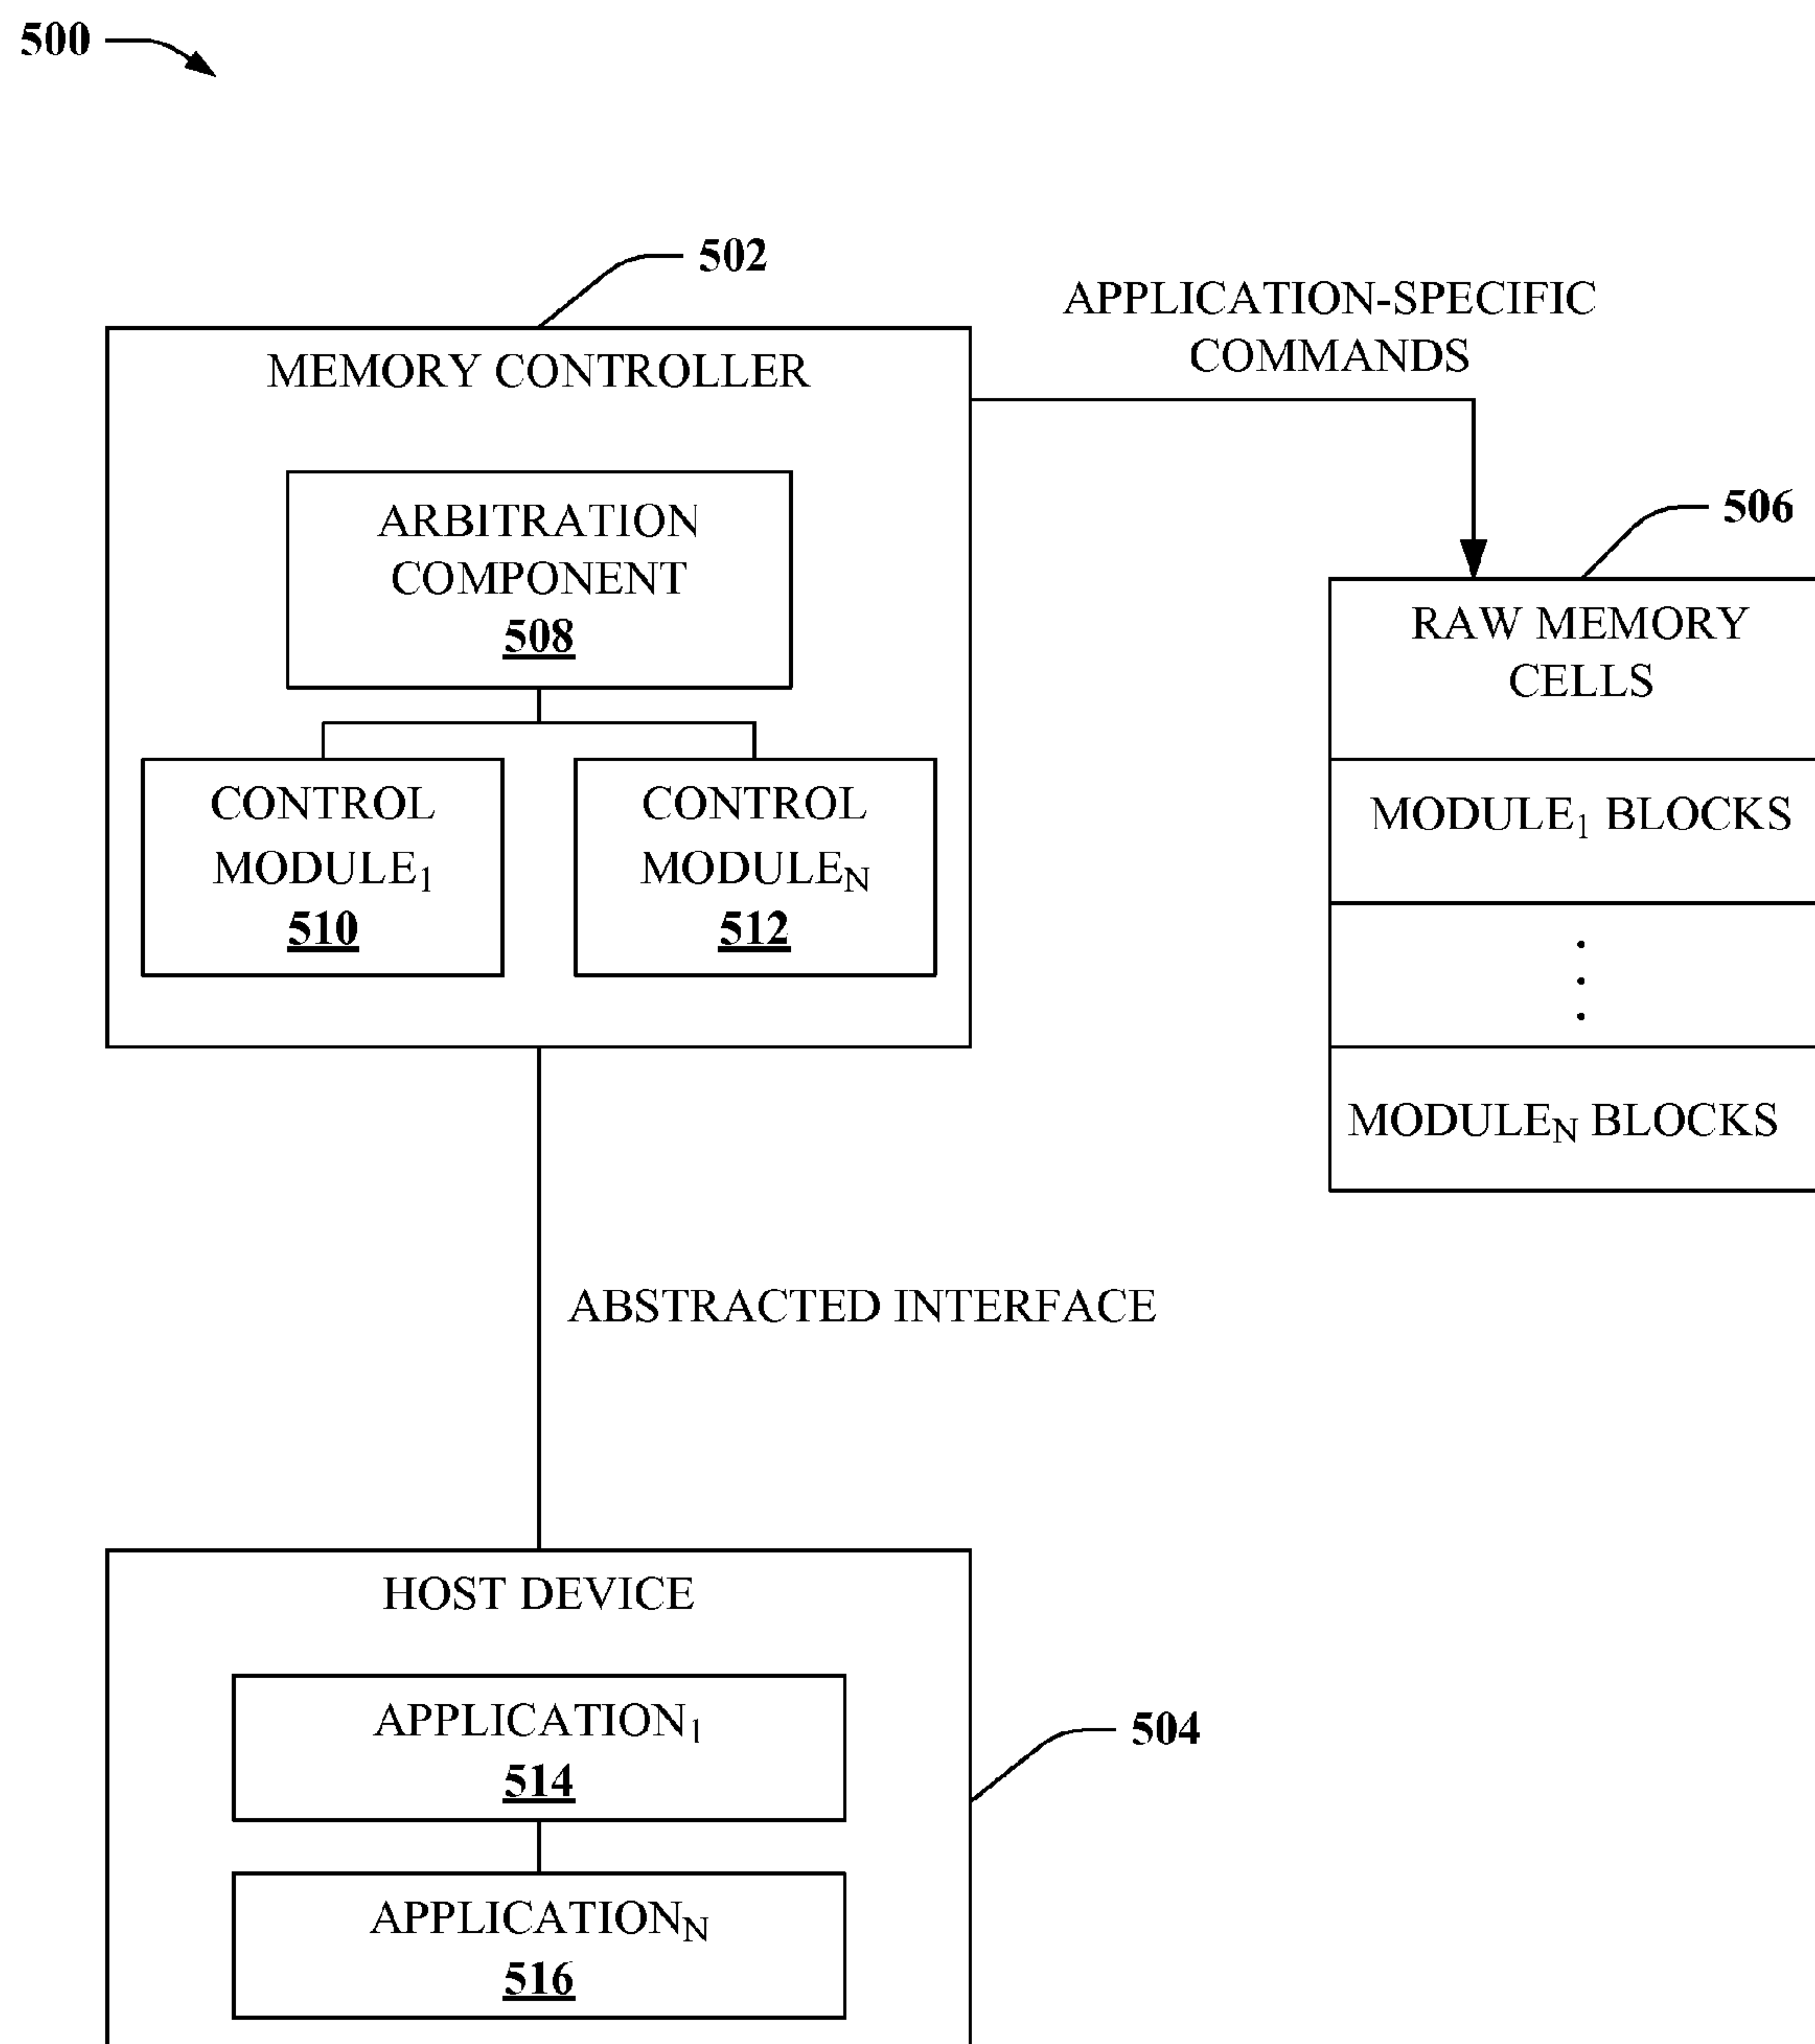 500
502
APPLICATION-SPECIFIC
COMMANDS
MEMORY CONTROLLER
ARBITRATION
COMPONENT
508
506
RAW MEMORY
CELLS
CONTROL
MODULE1
510
CONTROL
MODULEN
512
MODULE1 BLOCKS
MODULEN BLOCKS
ABSTRACTED INTERFACE
HOST DEVICE
APPLICATION1
514
504
APPLICATIONN
516